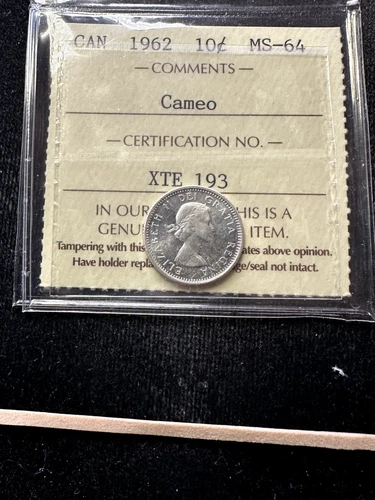 CAN 1962 10¢ MS-64
— COMMENTS —
Cameo
— CERTIFICATION NO. —
XTE 193
IN OUR HIS IS A
GENU ITEM.
Tampering with this ates above opinion.
Have holder repla ge/seal not intact.
ELIZABETH II DEI GRATIA REGINA